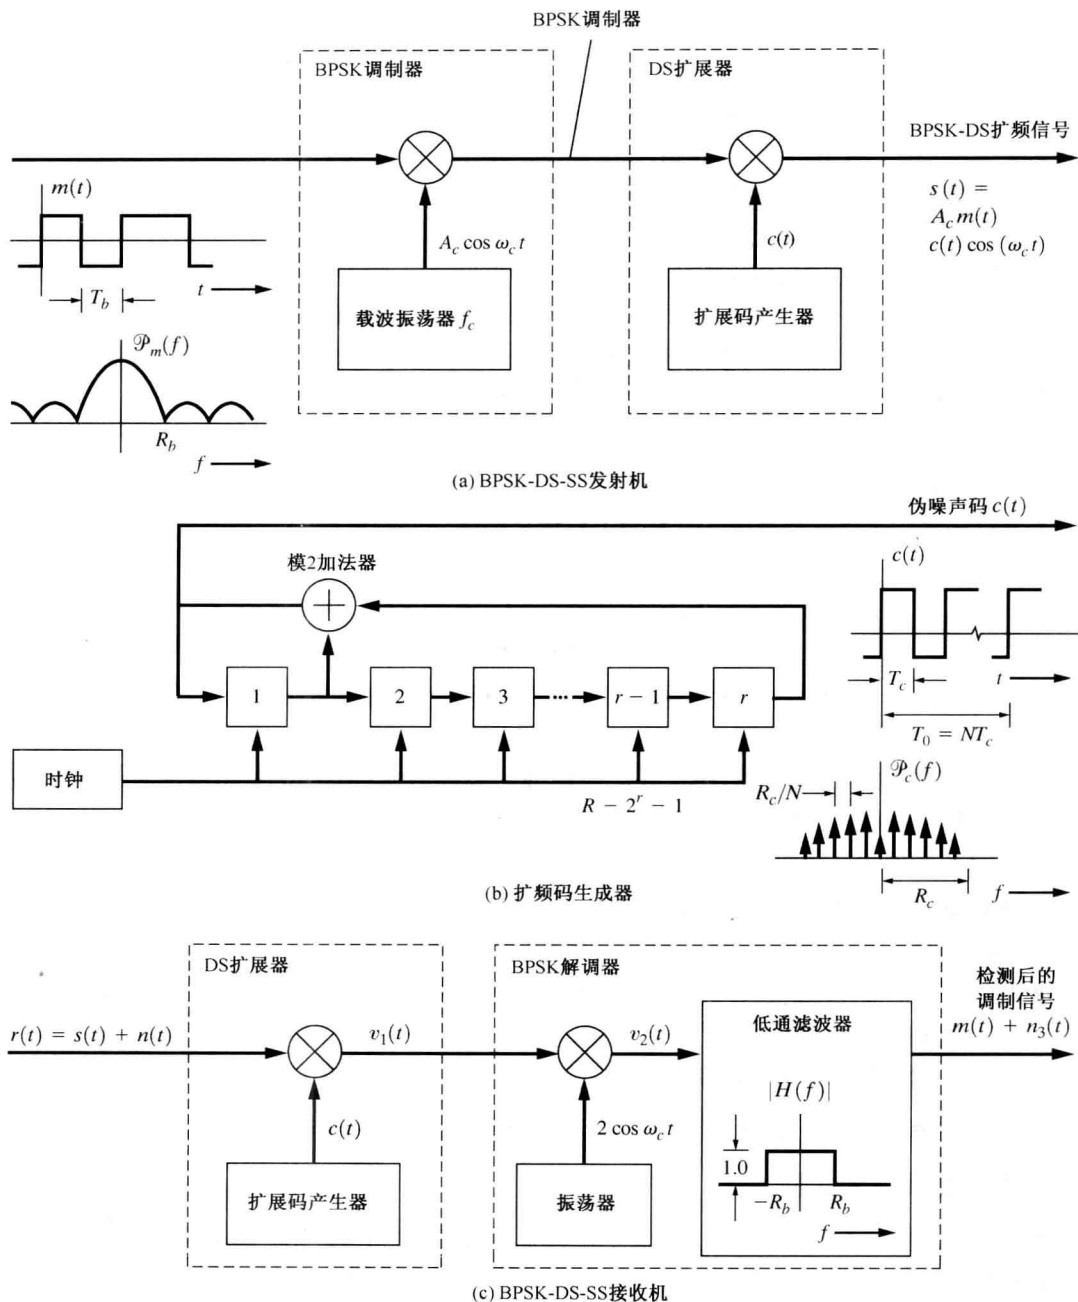 BPSK调制器
BPSK调制器
DS扩展器
BPSK-DS扩频信号
s(t) =
A_c m(t)
c(t) cos (ω_c t)
m(t)
A_c cos ω_c t
c(t)
T_b
t
载波振荡器 f_c
扩展码产生器
𝒫_m(f)
R_b
f
(a) BPSK-DS-SS发射机
伪噪声码 c(t)
模2加法器
c(t)
1
2
3
···
r − 1
r
T_c
t
T_0 = NT_c
时钟
R − 2^r − 1
R_c/N
𝒫_c(f)
R_c
f
(b) 扩频码生成器
DS扩展器
BPSK解调器
检测后的
调制信号
m(t) + n_3(t)
r(t) = s(t) + n(t)
v_1(t)
v_2(t)
低通滤波器
|H(f)|
c(t)
2 cos ω_c t
1.0
扩展码产生器
振荡器
−R_b
R_b
f
(c) BPSK-DS-SS接收机